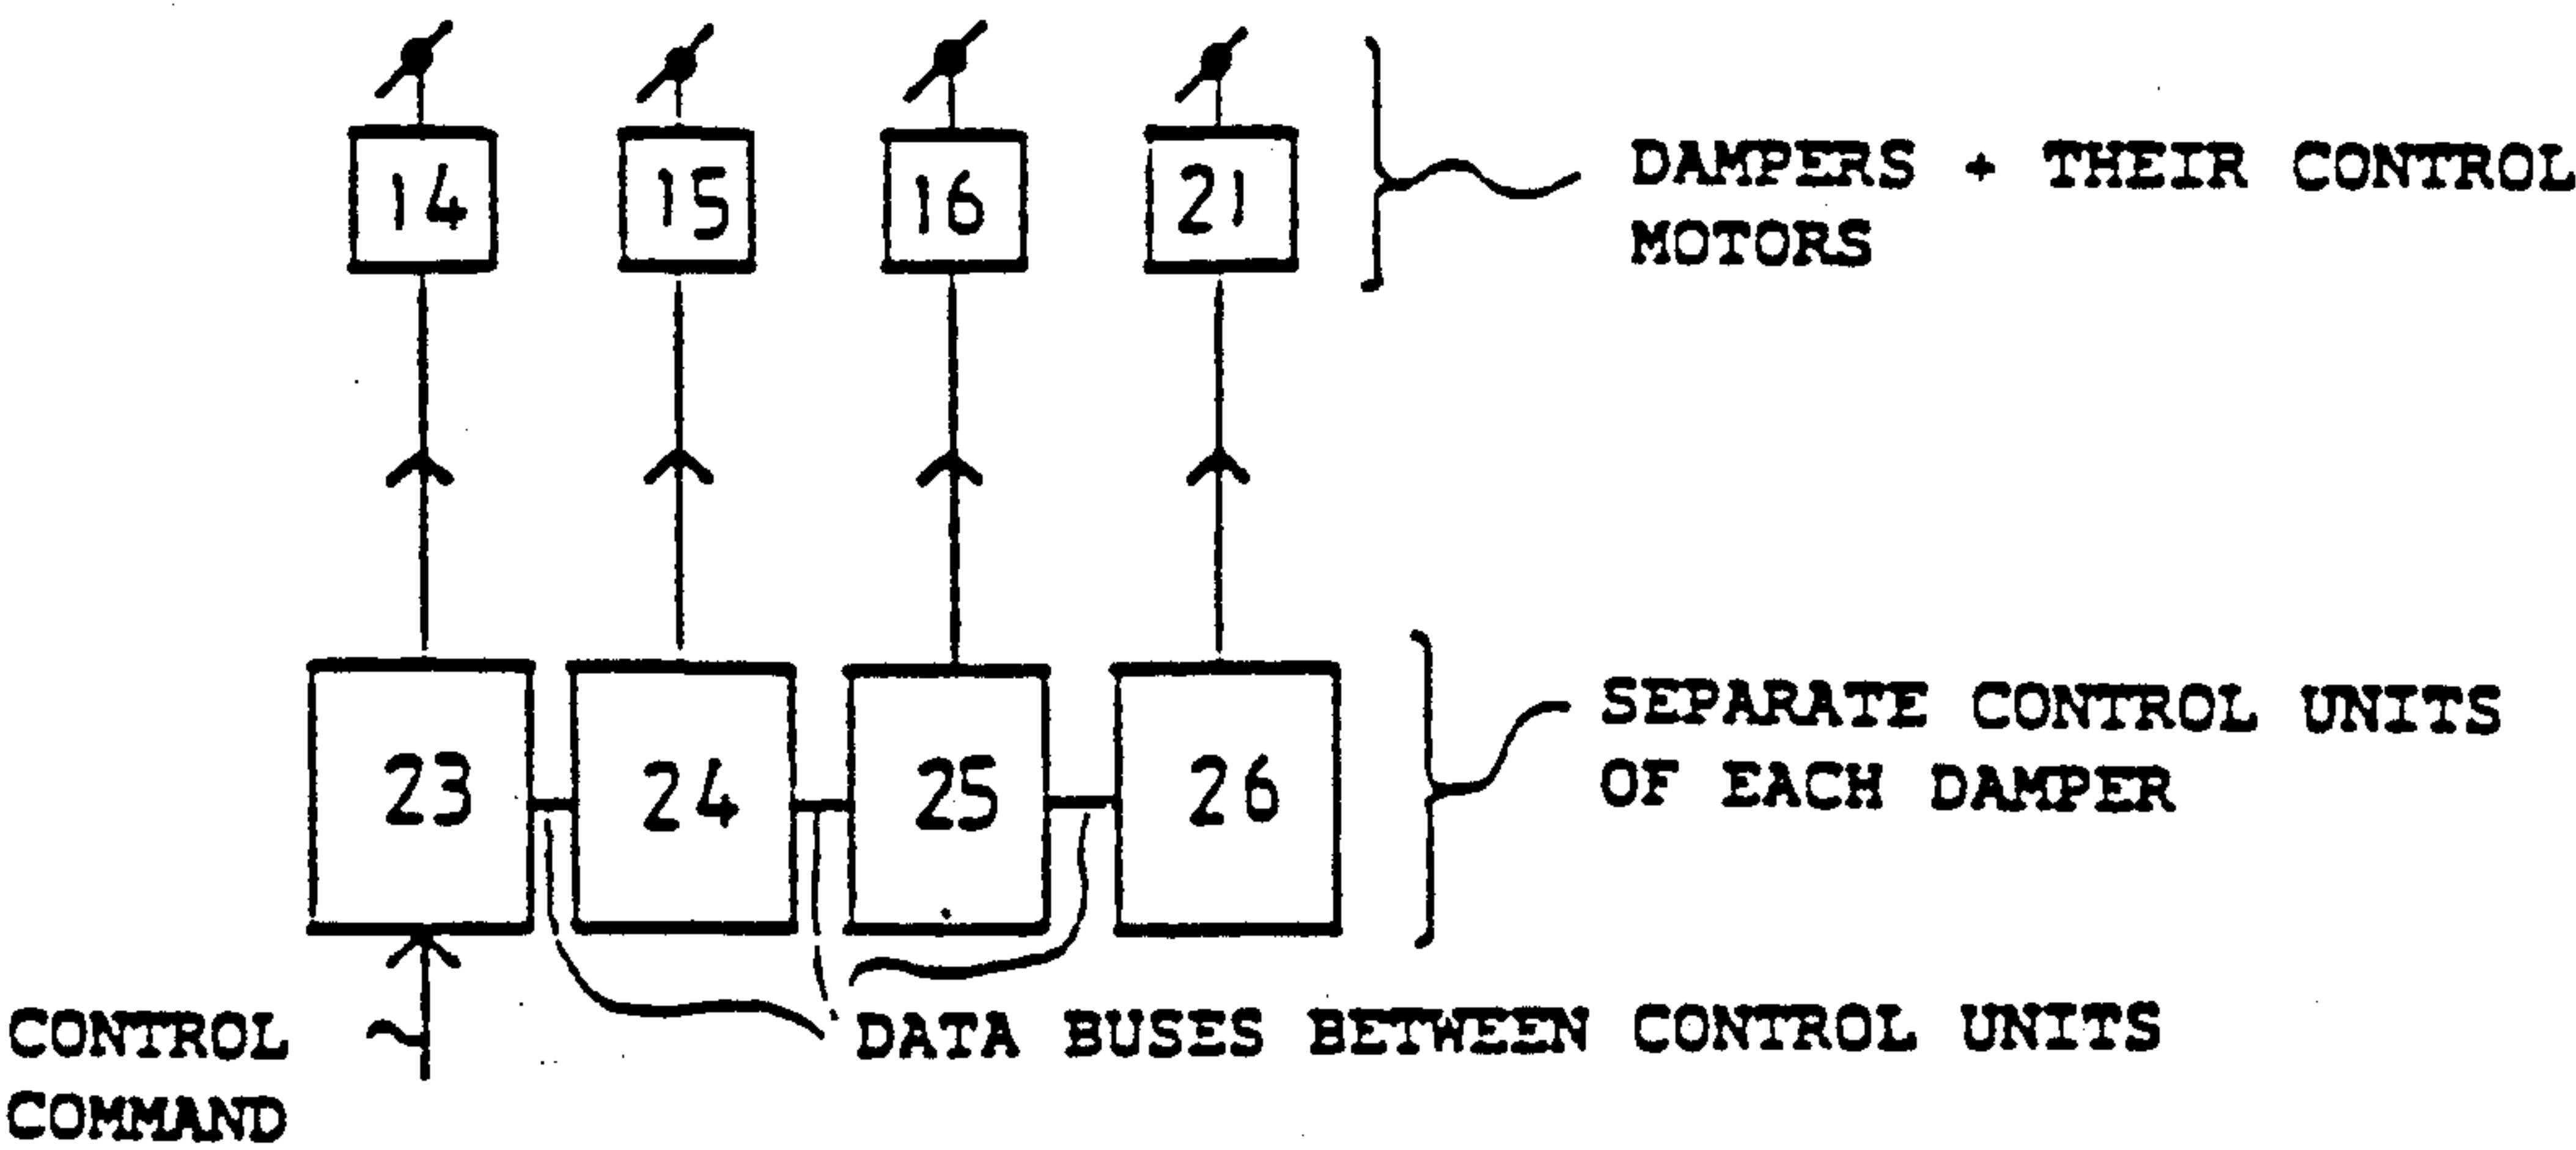 14 15 16 21
DAMPERS + THEIR CONTROL
MOTORS
23 24 25 26
SEPARATE CONTROL UNITS
OF EACH DAMPER
DATA BUSES BETWEEN CONTROL UNITS
CONTROL
COMMAND